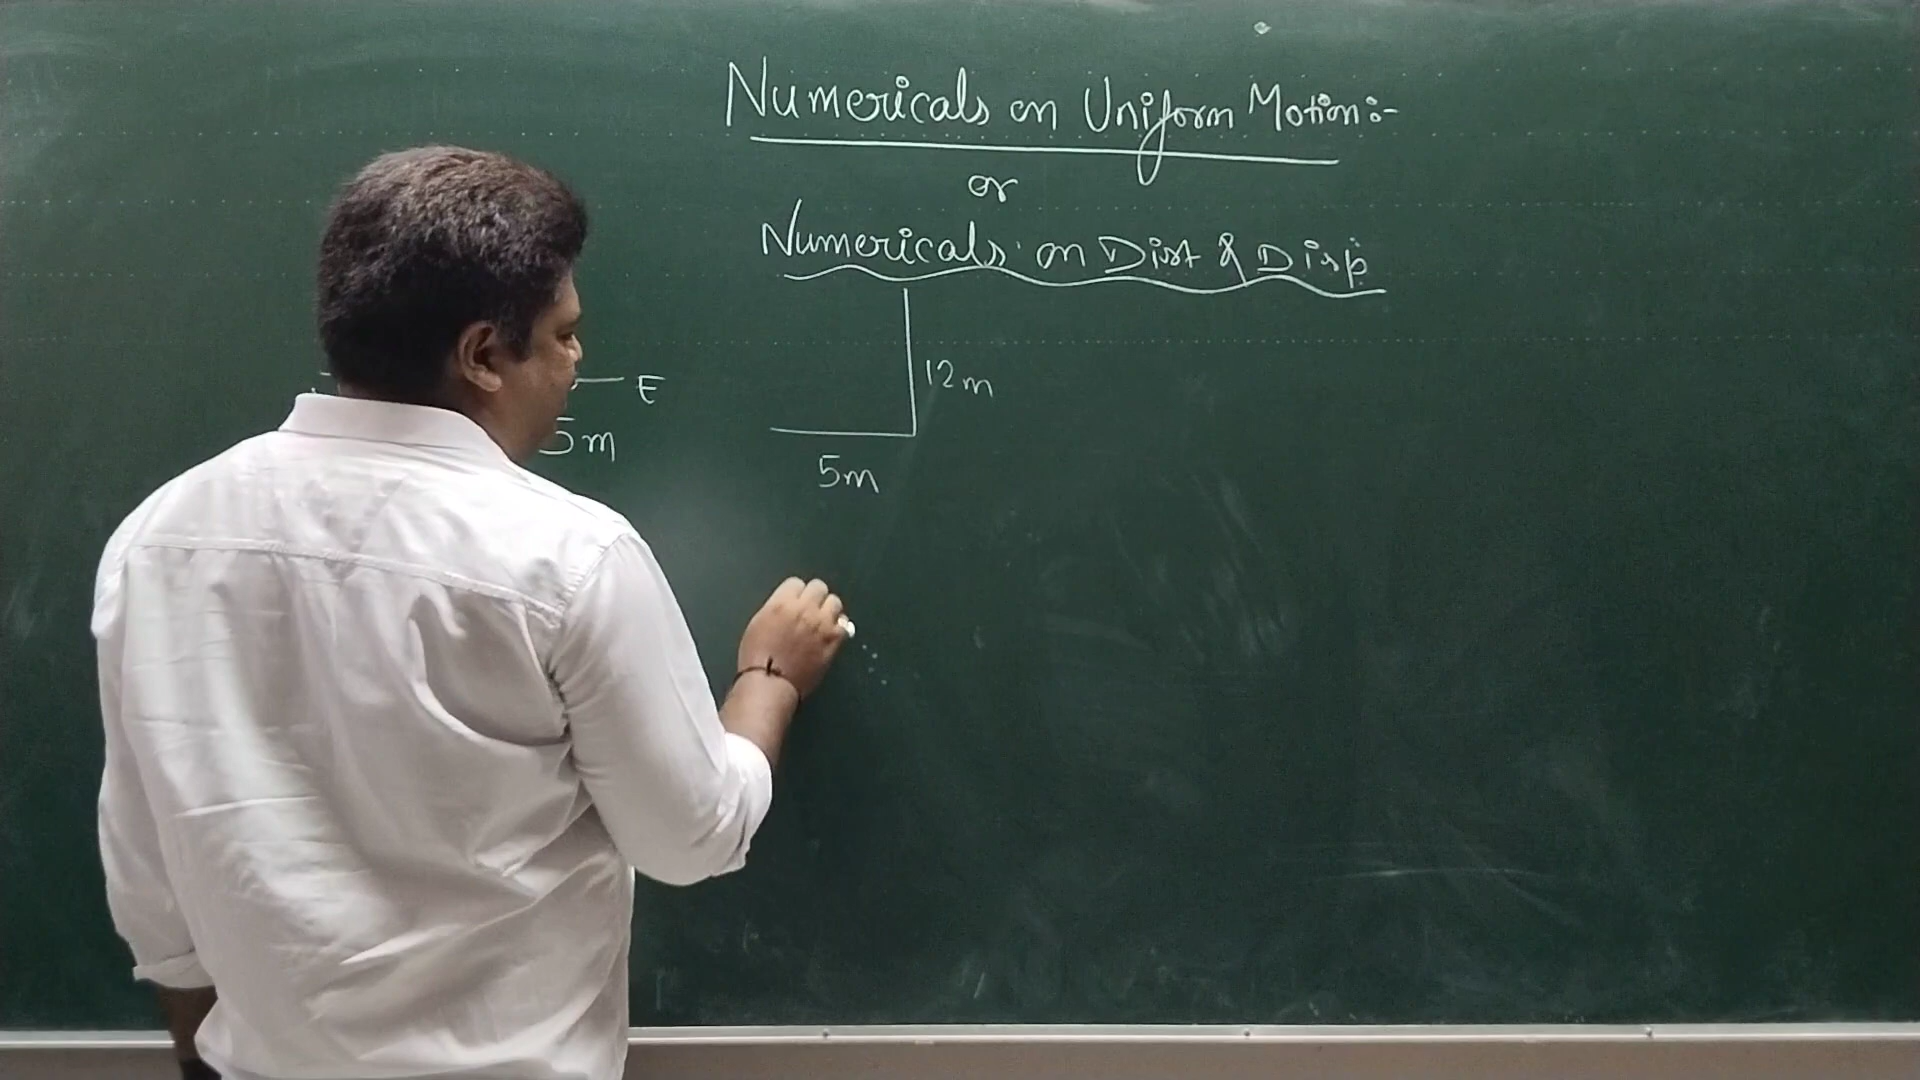 Numericals on Uniform Motion:-
or
Numericals on Dist & Disp
12m
E
5m
5m